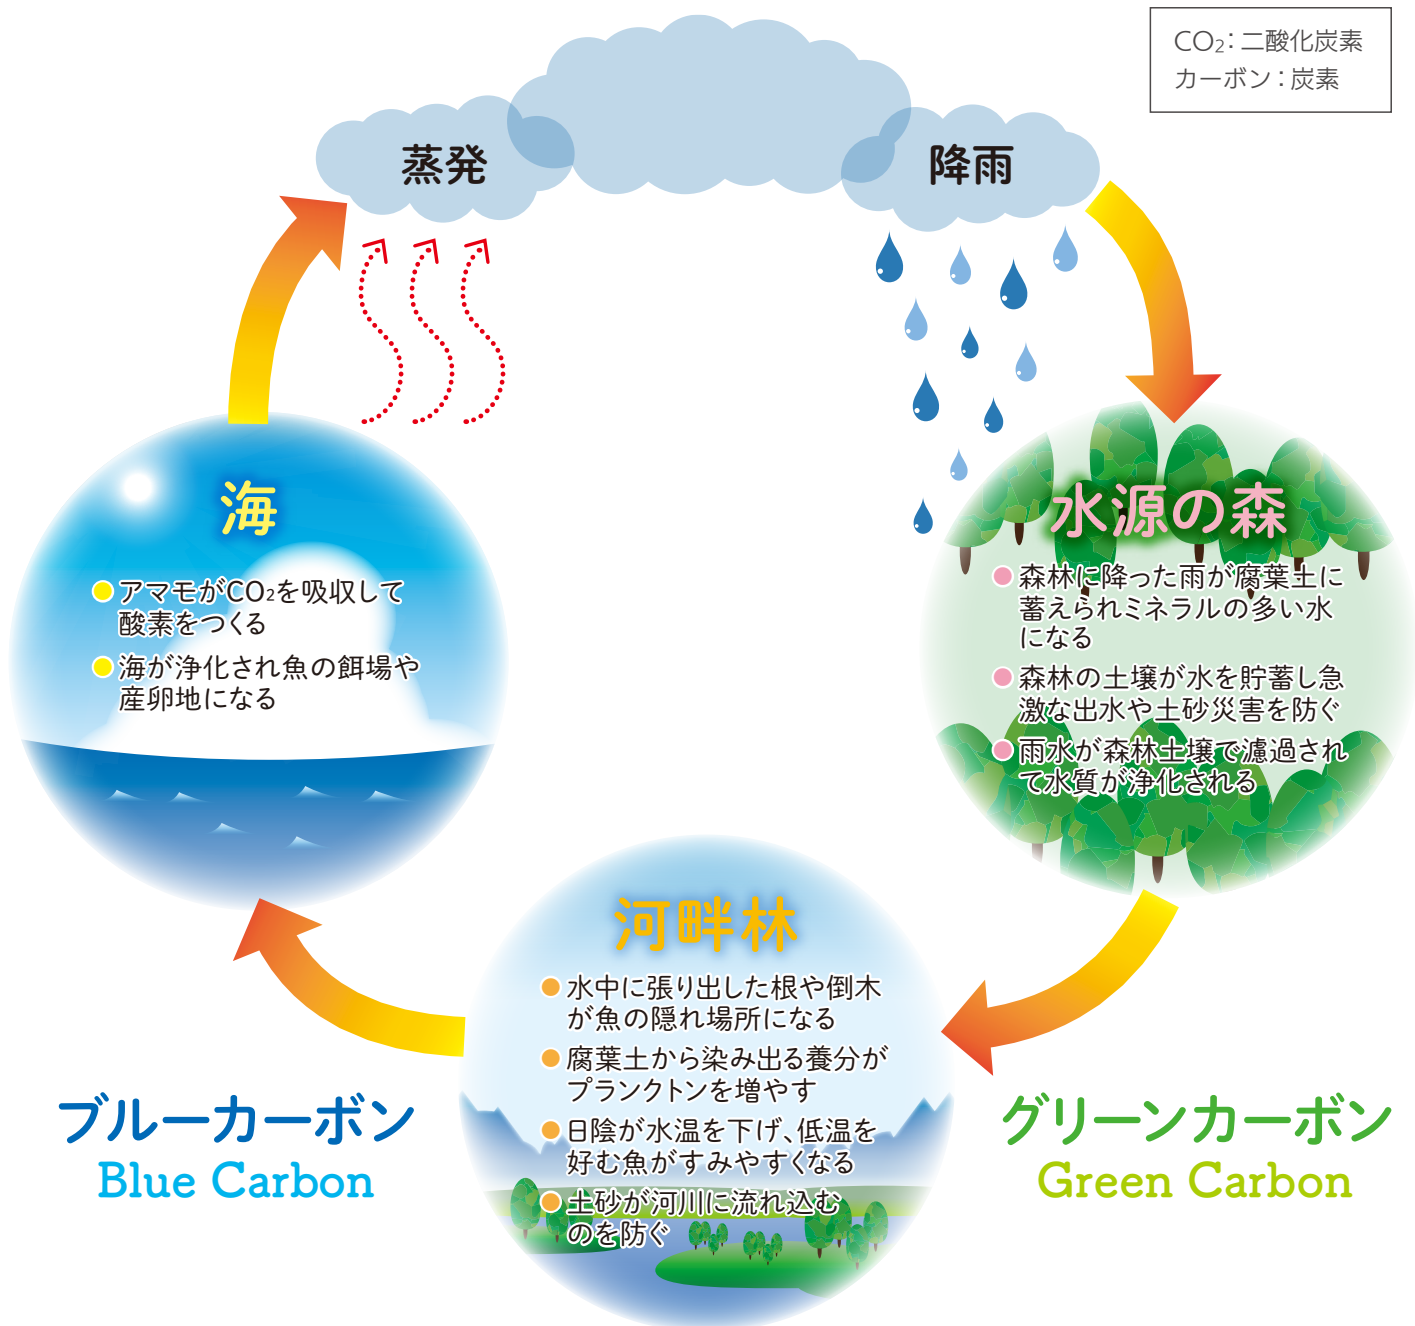 CO₂：二酸化炭素
カーボン：炭素
蒸発
降雨
海
アマモがCO₂を吸収して
酸素をつくる
海が浄化され魚の餌場や
産卵地になる
水源の森
森林に降った雨が腐葉土に
蓄えられミネラルの多い水
になる
森林の土壌が水を貯蓄し急
激な出水や土砂災害を防ぐ
雨水が森林土壌で濾過され
て水質が浄化される
河畔林
水中に張り出した根や倒木
が魚の隠れ場所になる
腐葉土から染み出る養分が
プランクトンを増やす
日陰が水温を下げ、低温を
好む魚がすみやすくなる
土砂が河川に流れ込む
のを防ぐ
ブルーカーボン
Blue Carbon
グリーンカーボン
Green Carbon